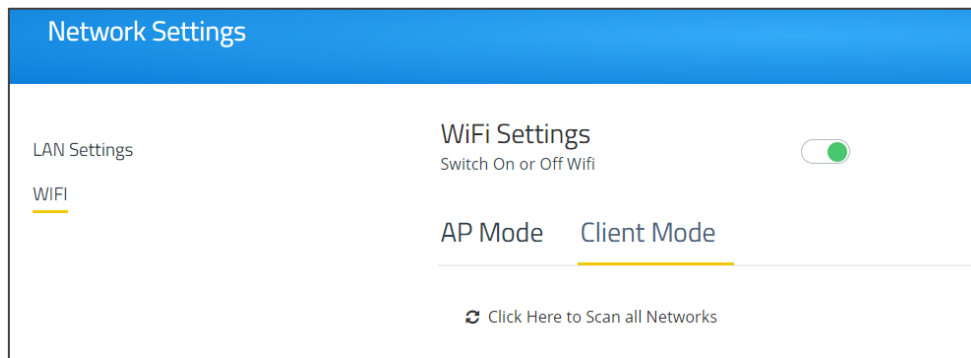 Network Settings
LAN Settings
WIFI
WiFi Settings
Switch On or Off Wifi
AP Mode Client Mode
Click Here to Scan all Networks